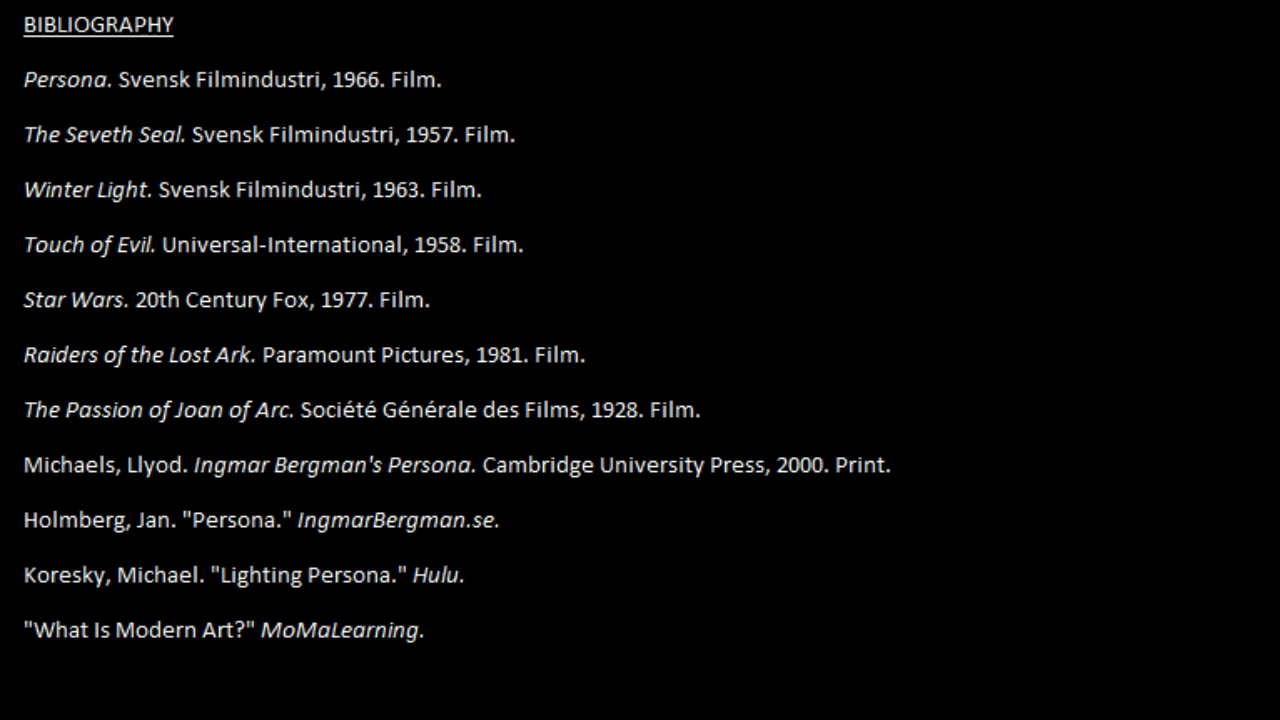 BIBLIOGRAPHY
Persona. Svensk Filmindustri, 1966. Film.
The Seveth Seal. Svensk Filmindustri, 1957. Film.
Winter Light. Svensk Filmindustri, 1963. Film.
Touch of Evil. Universal-International, 1958. Film.
Star Wars. 20th Century Fox, 1977. Film.
Raiders of the Lost Ark. Paramount Pictures, 1981. Film.
The Passion of Joan of Arc. Société Générale des Films, 1928. Film.
Michaels, Llyod. Ingmar Bergman's Persona. Cambridge University Press, 2000. Print.
Holmberg, Jan. "Persona." IngmarBergman.se.
Koresky, Michael. "Lighting Persona." Hulu.
"What Is Modern Art?" MoMaLearning.